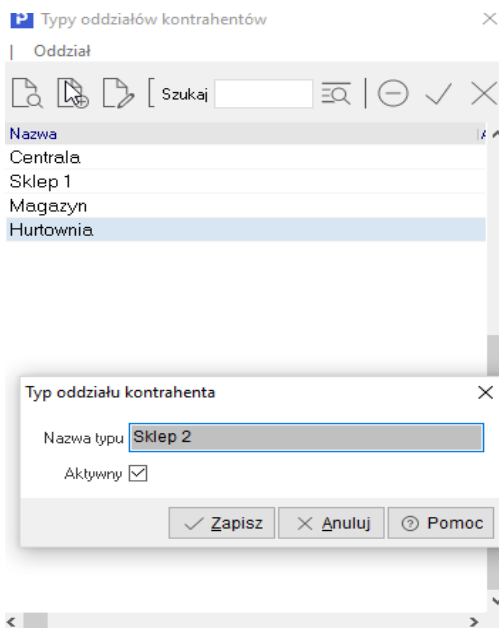 P Typy oddziałów kontrahentów
| Oddział
Szukaj
Nazwa
Centrala
Sklep 1
Magazyn
Hurtownia
Typ oddziału kontrahenta
Nazwa typu Sklep 2
Aktywny
Zapisz Anuluj Pomoc